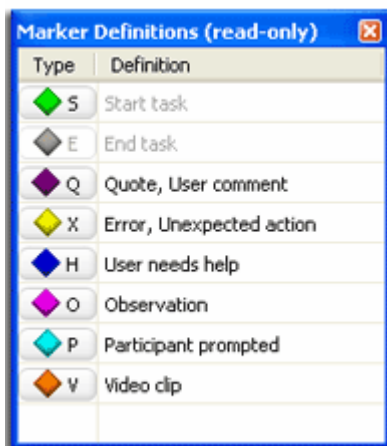 Marker Definitions (read-only)
Type Definition
S Start task
E End task
Q Quote, User comment
X Error, Unexpected action
H User needs help
O Observation
P Participant prompted
V Video clip